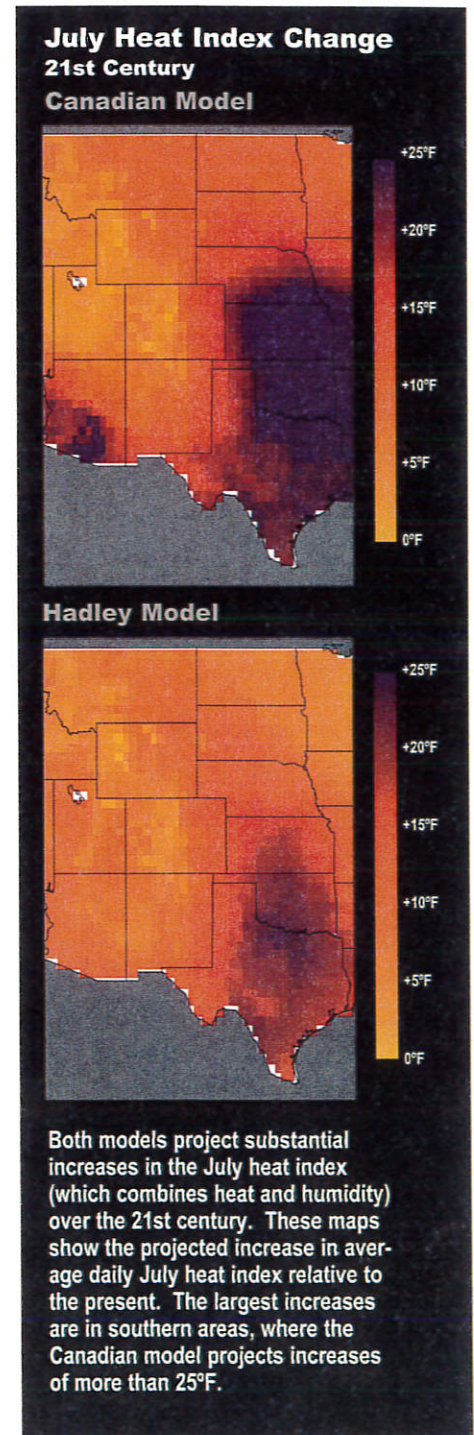 July Heat Index Change
21st Century
Canadian Model
+25°F
+20°F
+15°F
+10°F
+5°F
0°F
Hadley Model
+25°F
+20°F
+15°F
+10°F
+5°F
0°F
Both models project substantial
increases in the July heat index
(which combines heat and humidity)
over the 21st century.  These maps
show the projected increase in aver-
age daily July heat index relative to
the present.  The largest increases
are in southern areas, where the
Canadian model projects increases
of more than 25°F.